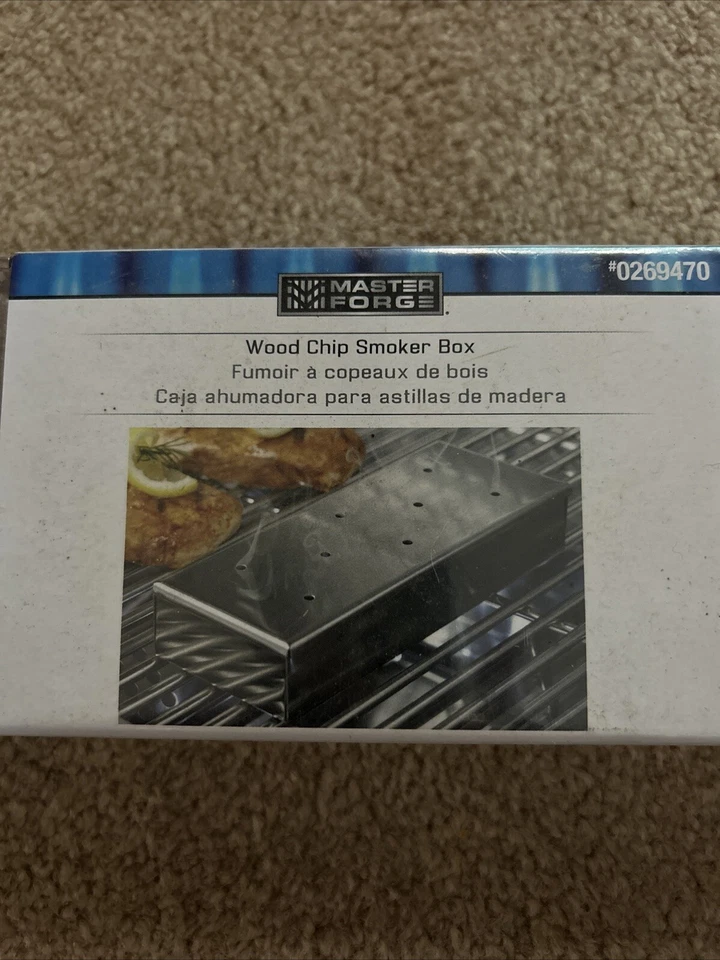 #0269470
MASTER
FORGE
Wood Chip Smoker Box
Fumoir à copeaux de bois
Caja ahumadora para astillas de madera